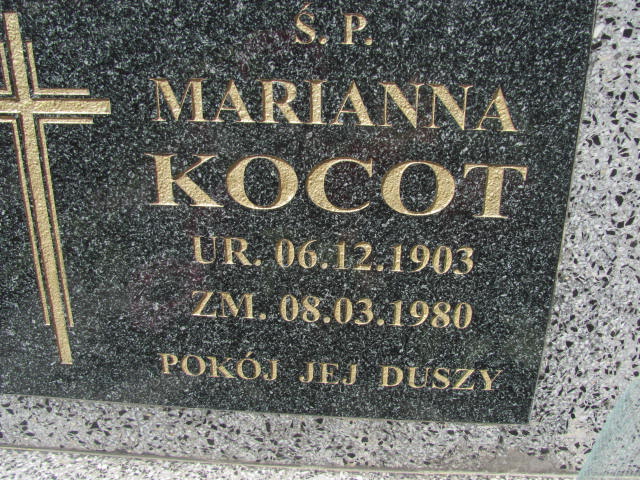 Ś. P.
MARIANNA
KOCOT
UR. 06.12.1903
ZM. 08.03.1980
POKÓJ JEJ DUSZY